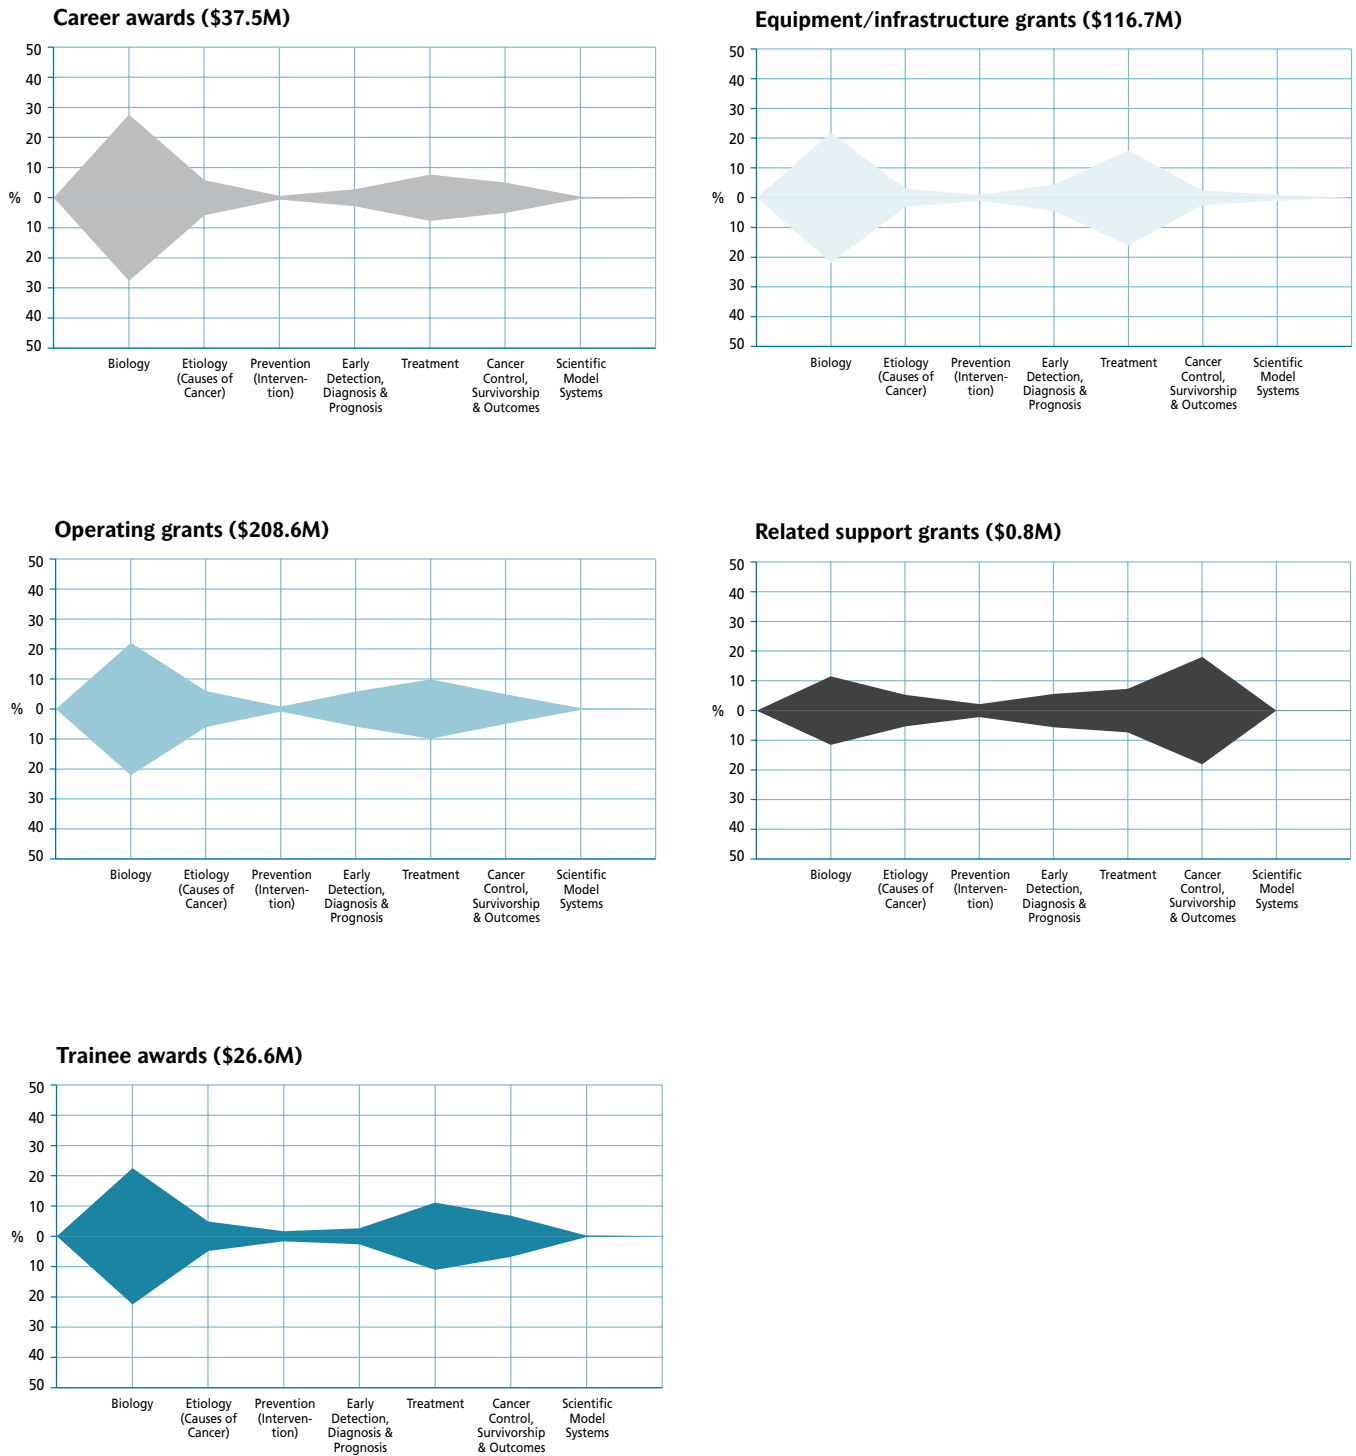 Career awards ($37.5M)
50
40
30
20
10
% 0
10
20
30
40
50
Biology
Etiology
(Causes of
Cancer)
Prevention
(Interven-
tion)
Early
Detection,
Diagnosis &
Prognosis
Treatment
Cancer
Control,
Survivorship
& Outcomes
Scientific
Model
Systems
Equipment/infrastructure grants ($116.7M)
50
40
30
20
10
% 0
10
20
30
40
50
Biology
Etiology
(Causes of
Cancer)
Prevention
(Interven-
tion)
Early
Detection,
Diagnosis &
Prognosis
Treatment
Cancer
Control,
Survivorship
& Outcomes
Scientific
Model
Systems
Operating grants ($208.6M)
50
40
30
20
10
% 0
10
20
30
40
50
Biology
Etiology
(Causes of
Cancer)
Prevention
(Interven-
tion)
Early
Detection,
Diagnosis &
Prognosis
Treatment
Cancer
Control,
Survivorship
& Outcomes
Scientific
Model
Systems
Related support grants ($0.8M)
50
40
30
20
10
% 0
10
20
30
40
50
Biology
Etiology
(Causes of
Cancer)
Prevention
(Interven-
tion)
Early
Detection,
Diagnosis &
Prognosis
Treatment
Cancer
Control,
Survivorship
& Outcomes
Scientific
Model
Systems
Trainee awards ($26.6M)
50
40
30
20
10
% 0
10
20
30
40
50
Biology
Etiology
(Causes of
Cancer)
Prevention
(Interven-
tion)
Early
Detection,
Diagnosis &
Prognosis
Treatment
Cancer
Control,
Survivorship
& Outcomes
Scientific
Model
Systems